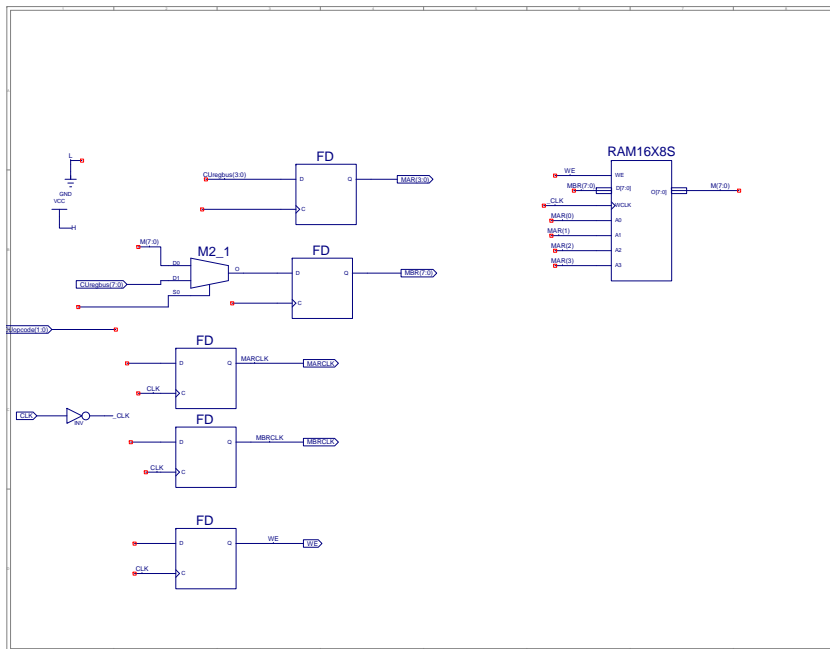 L
GND
VCC
H
FD
CUregbus(3:0)
D
Q
MAR(3:0)
C
M(7:0)
M2_1
D0
D1
S0
O
CUregbus(7:0)
FD
D
Q
MBR(7:0)
C
opcode(1:0)
FD
D
Q
MARCLK
MARCLK
CLK
C
CLK
INV
_CLK
FD
D
Q
MBRCLK
MBRCLK
CLK
C
FD
D
Q
WE
WE
CLK
C
RAM16X8S
WE
WE
MBR(7:0)
D[7:0]
O[7:0]
M(7:0)
_CLK
WCLK
MAR(0)
A0
MAR(1)
A1
MAR(2)
A2
MAR(3)
A3